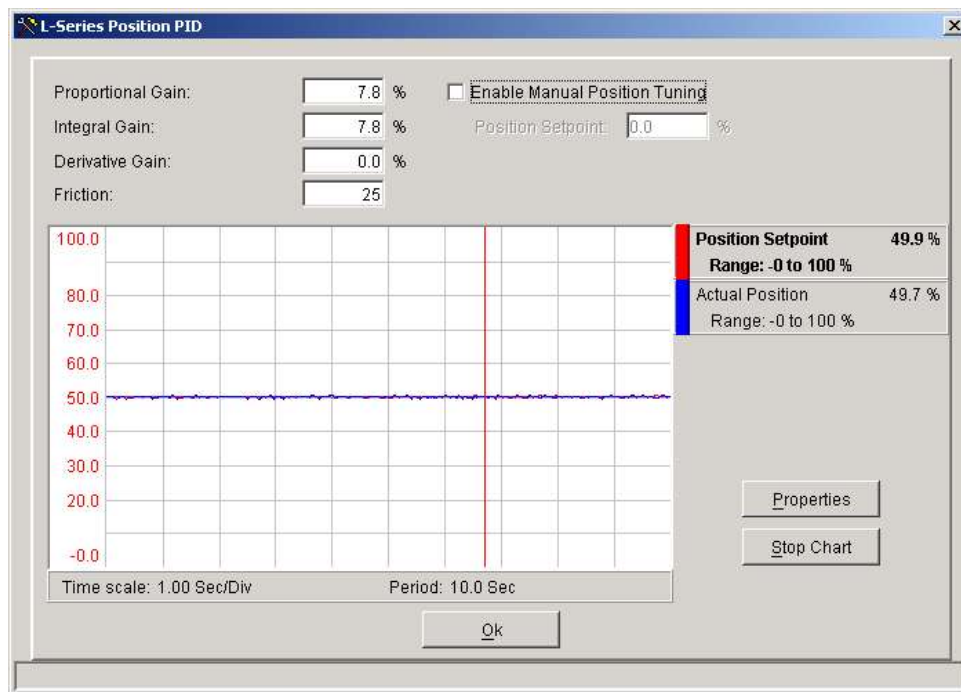 L-Series Position PID
Proportional Gain: 7.8 %
Enable Manual Position Tuning
Integral Gain: 7.8 %
Position Setpoint: 0.0 %
Derivative Gain: 0.0 %
Friction: 25
100.0
80.0
70.0
60.0
50.0
40.0
30.0
20.0
-0.0
Position Setpoint 49.9 %
Range: -0 to 100 %
Actual Position 49.7 %
Range: -0 to 100 %
Properties
Stop Chart
Time scale: 1.00 Sec/Div Period: 10.0 Sec
Ok